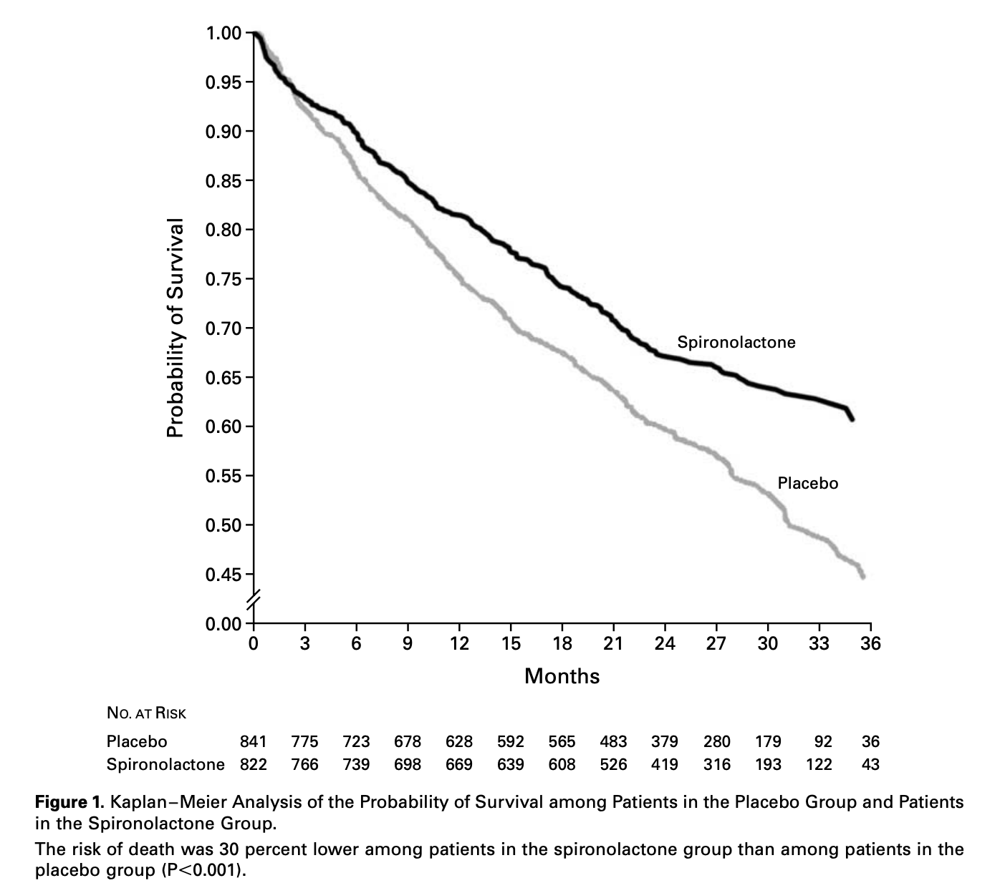 1.00
0.95
0.90
0.85
0.80
0.75
0.70
0.65
0.60
0.55
0.50
0.45
0.00
Probability of Survival
Spironolactone
Placebo
0 3 6 9 12 15 18 21 24 27 30 33 36
Months
NO. AT RISK
Placebo 841 775 723 678 628 592 565 483 379 280 179 92 36
Spironolactone 822 766 739 698 669 639 608 526 419 316 193 122 43
Figure 1. Kaplan–Meier Analysis of the Probability of Survival among Patients in the Placebo Group and Patients
in the Spironolactone Group.
The risk of death was 30 percent lower among patients in the spironolactone group than among patients in the
placebo group (P<0.001).